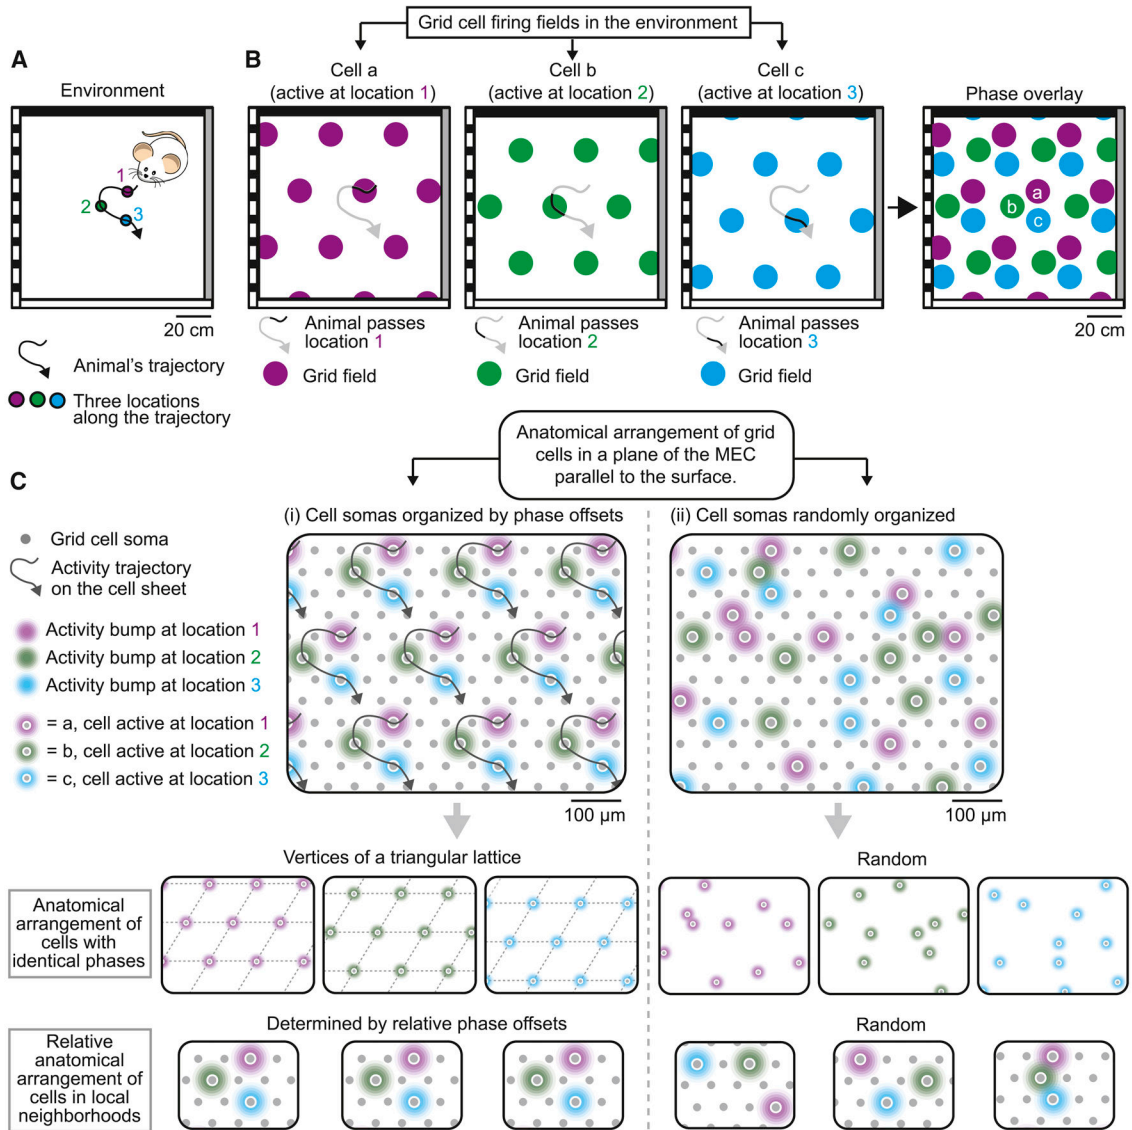 Grid cell firing fields in the environment
A
B
Environment
Cell a
(active at location 1)
Cell b
(active at location 2)
Cell c
(active at location 3)
Phase overlay
1
2
3
a
b
c
20 cm
20 cm
Animal's trajectory
Three locations
along the trajectory
Animal passes
location 1
Grid field
Animal passes
location 2
Grid field
Animal passes
location 3
Grid field
Anatomical arrangement of grid
cells in a plane of the MEC
parallel to the surface.
C
(i) Cell somas organized by phase offsets
(ii) Cell somas randomly organized
Grid cell soma
Activity trajectory
on the cell sheet
Activity bump at location 1
Activity bump at location 2
Activity bump at location 3
= a, cell active at location 1
= b, cell active at location 2
= c, cell active at location 3
100 µm
100 µm
Vertices of a triangular lattice
Random
Anatomical
arrangement of
cells with
identical phases
Determined by relative phase offsets
Random
Relative
anatomical
arrangement of
cells in local
neighborhoods